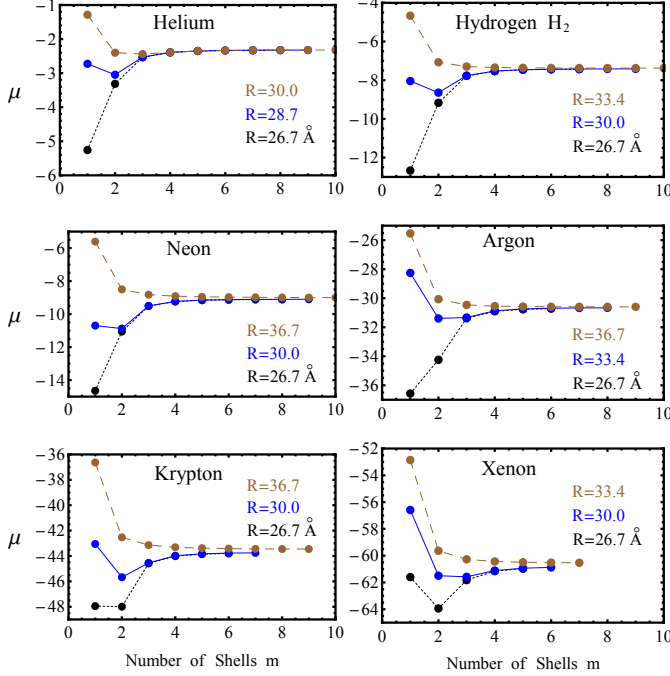 Helium
μ
−1
−2
−3
−4
−5
−6
0
2
4
6
8
10
R=30.0
R=28.7
R=26.7 Å
Hydrogen H₂
−4
−6
−8
−10
−12
0
2
4
6
8
10
R=33.4
R=30.0
R=26.7 Å
Neon
μ
−6
−8
−10
−12
−14
0
2
4
6
8
10
R=36.7
R=30.0
R=26.7 Å
Argon
−26
−28
−30
−32
−34
−36
0
2
4
6
8
10
R=36.7
R=33.4
R=26.7 Å
Krypton
μ
−36
−38
−40
−42
−44
−46
−48
0
2
4
6
8
10
R=36.7
R=30.0
R=26.7 Å
Number of Shells m
Xenon
−52
−54
−56
−58
−60
−62
−64
0
2
4
6
8
10
R=33.4
R=30.0
R=26.7 Å
Number of Shells m